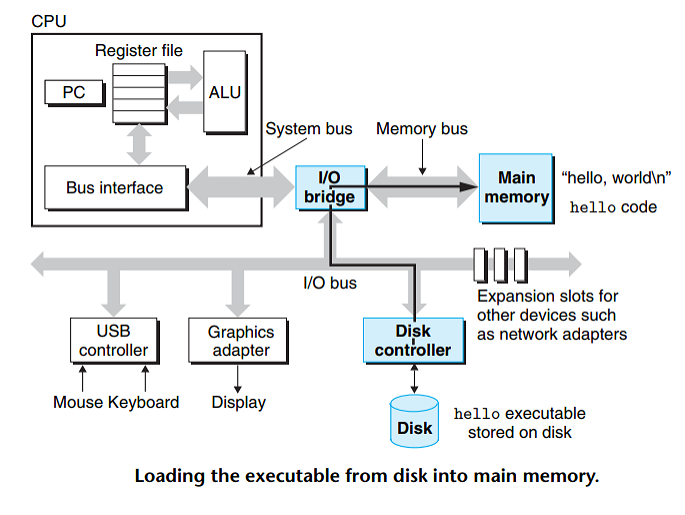 CPU
Register file
PC
ALU
System bus
Memory bus
Bus interface
I/O
bridge
Main
memory
“hello, world\n”
hello code
I/O bus
Expansion slots for
other devices such
as network adapters
USB
controller
Graphics
adapter
Disk
controller
Mouse Keyboard
Display
Disk
hello executable
stored on disk
Loading the executable from disk into main memory.